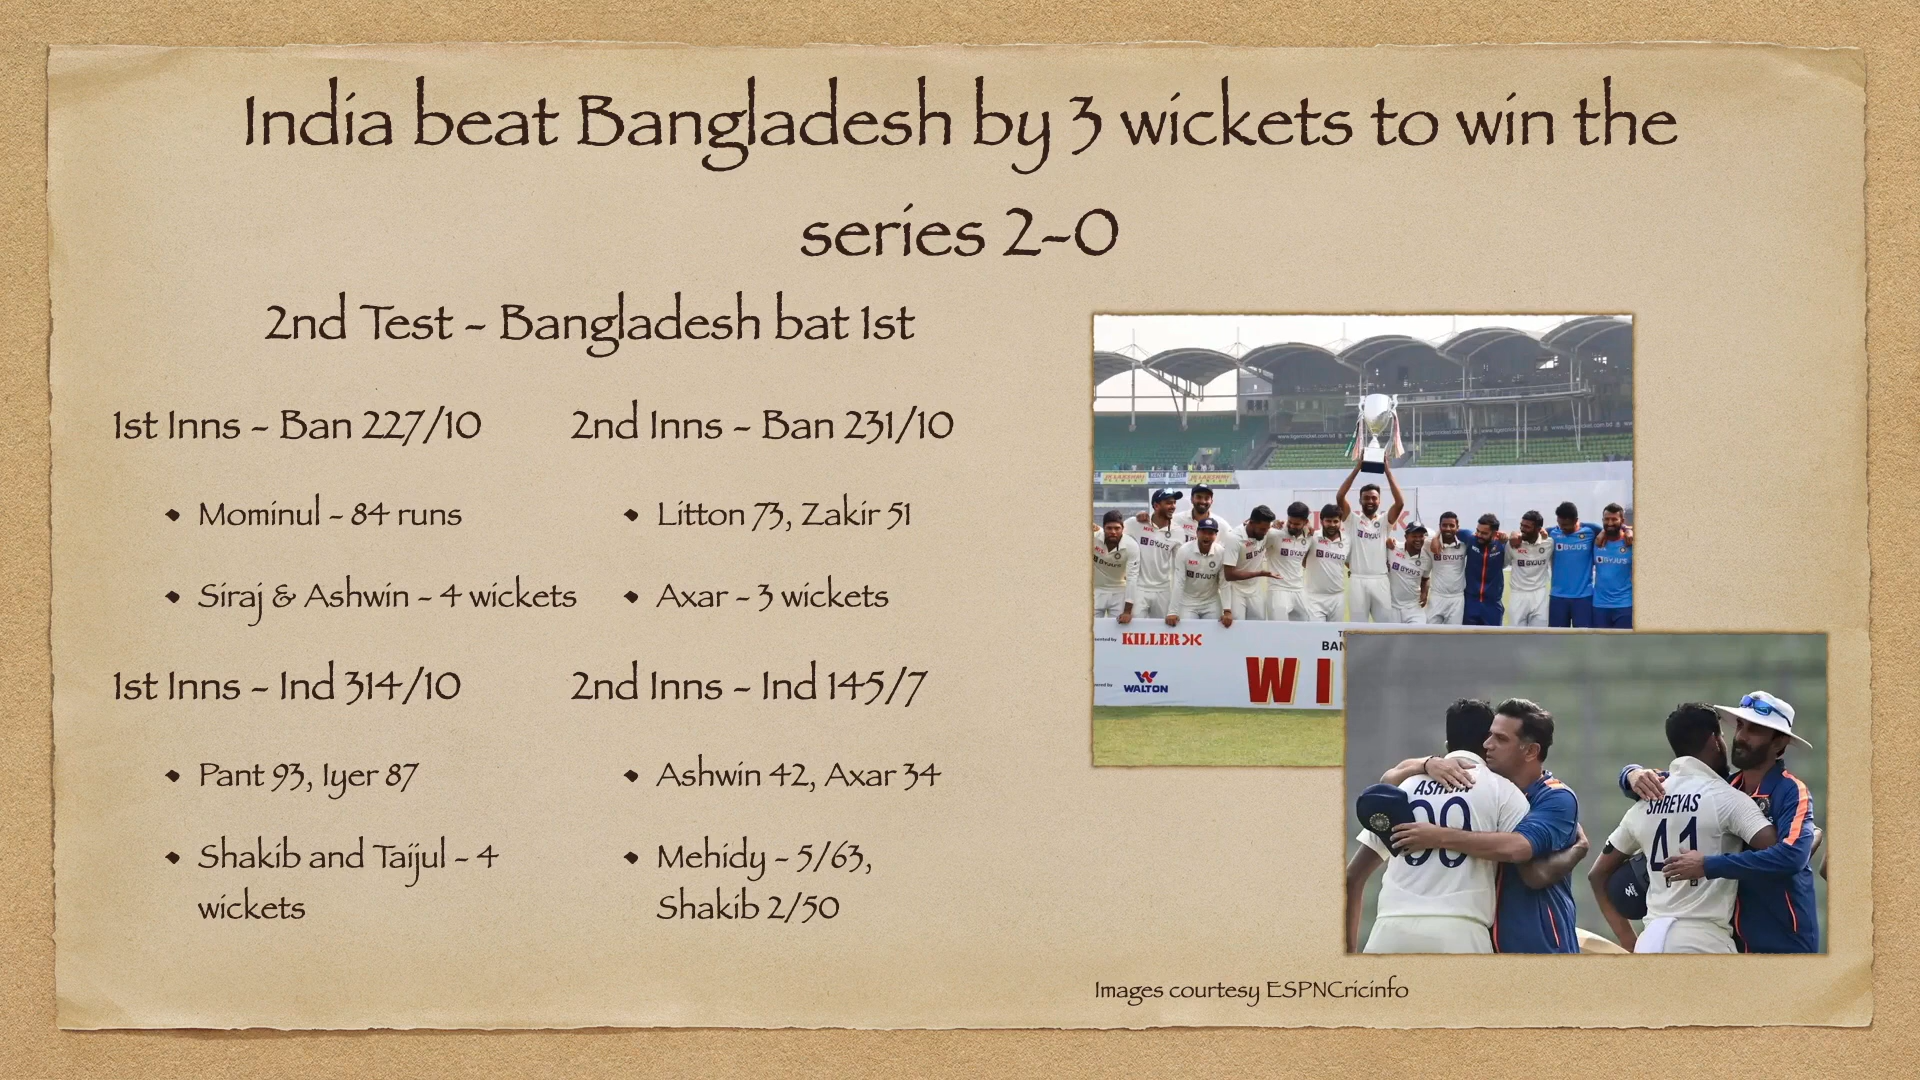 India beat Bangladesh by 3 wickets to win the
series 2-0
2nd Test - Bangladesh bat 1st
1st Inns - Ban 227/10
• Mominul - 84 runs
• Siraj & Ashwin - 4 wickets
1st Inns - Ind 314/10
• Pant 93, Iyer 87
• Shakib and Taijul - 4
wickets
2nd Inns - Ban 231/10
• Litton 73, Zakir 51
• Axar - 3 wickets
2nd Inns - Ind 145/7
• Ashwin 42, Axar 34
• Mehidy - 5/63,
Shakib 2/50
BYJU'S
KILLER
BAN
WALTON
W I
ASHWIN
99
SHREYAS
41
Images courtesy ESPNCricinfo